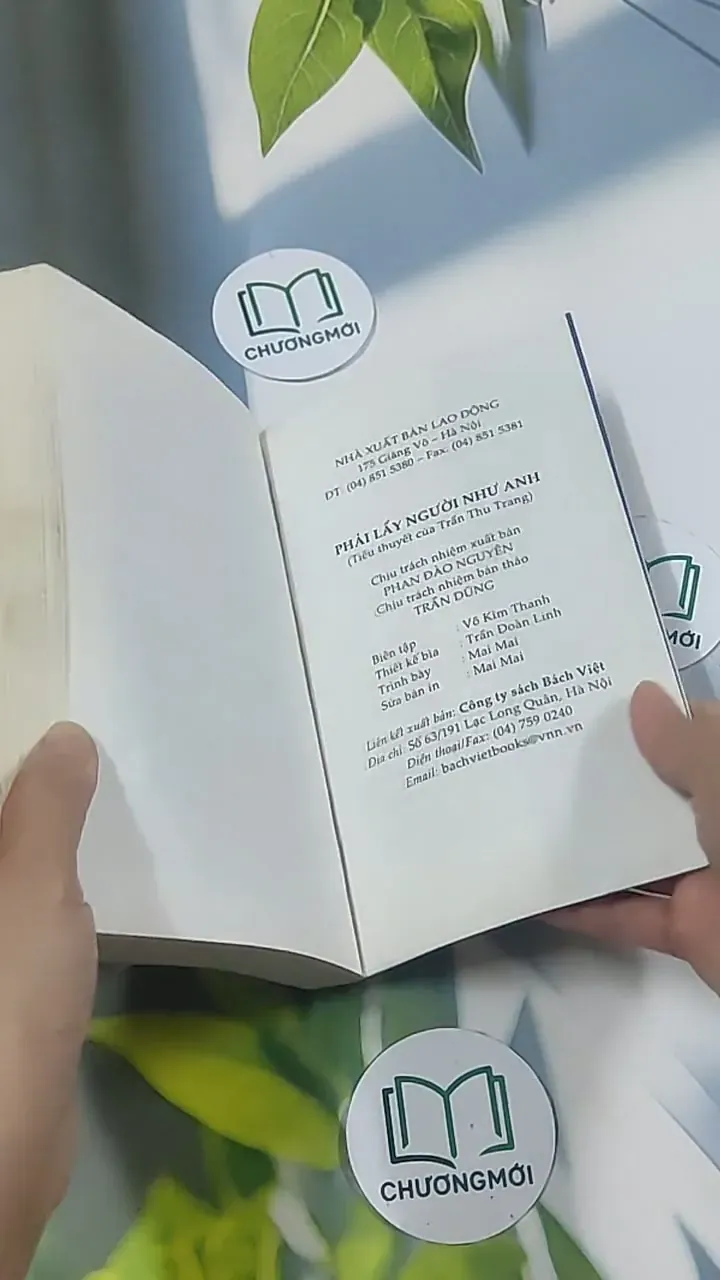 CHƯƠNGMỚI
NHÀ XUẤT BẢN LAO ĐỘNG
175 Giảng Võ – Hà Nội
ĐT: (04) 851 5380 – Fax: (04) 851 5381
PHẢI LẤY NGƯỜI NHƯ ANH
(Tiểu thuyết của Trần Thu Trang)
Chịu trách nhiệm xuất bản
PHAN ĐÀO NGUYÊN
Chịu trách nhiệm bản thảo
TRẦN DŨNG
Biên tập : Võ Kim Thanh
Thiết kế bìa : Trần Đoàn Linh
Trình bày : Mai Mai
Sửa bản in : Mai Mai
Liên kết xuất bản: Công ty sách Bách Việt
Địa chỉ: Số 63/191 Lạc Long Quân, Hà Nội
Điện thoại/Fax: (04) 759 0240
Email: bachvietbooks@vnn.vn
MỚI
CHƯƠNGMỚI